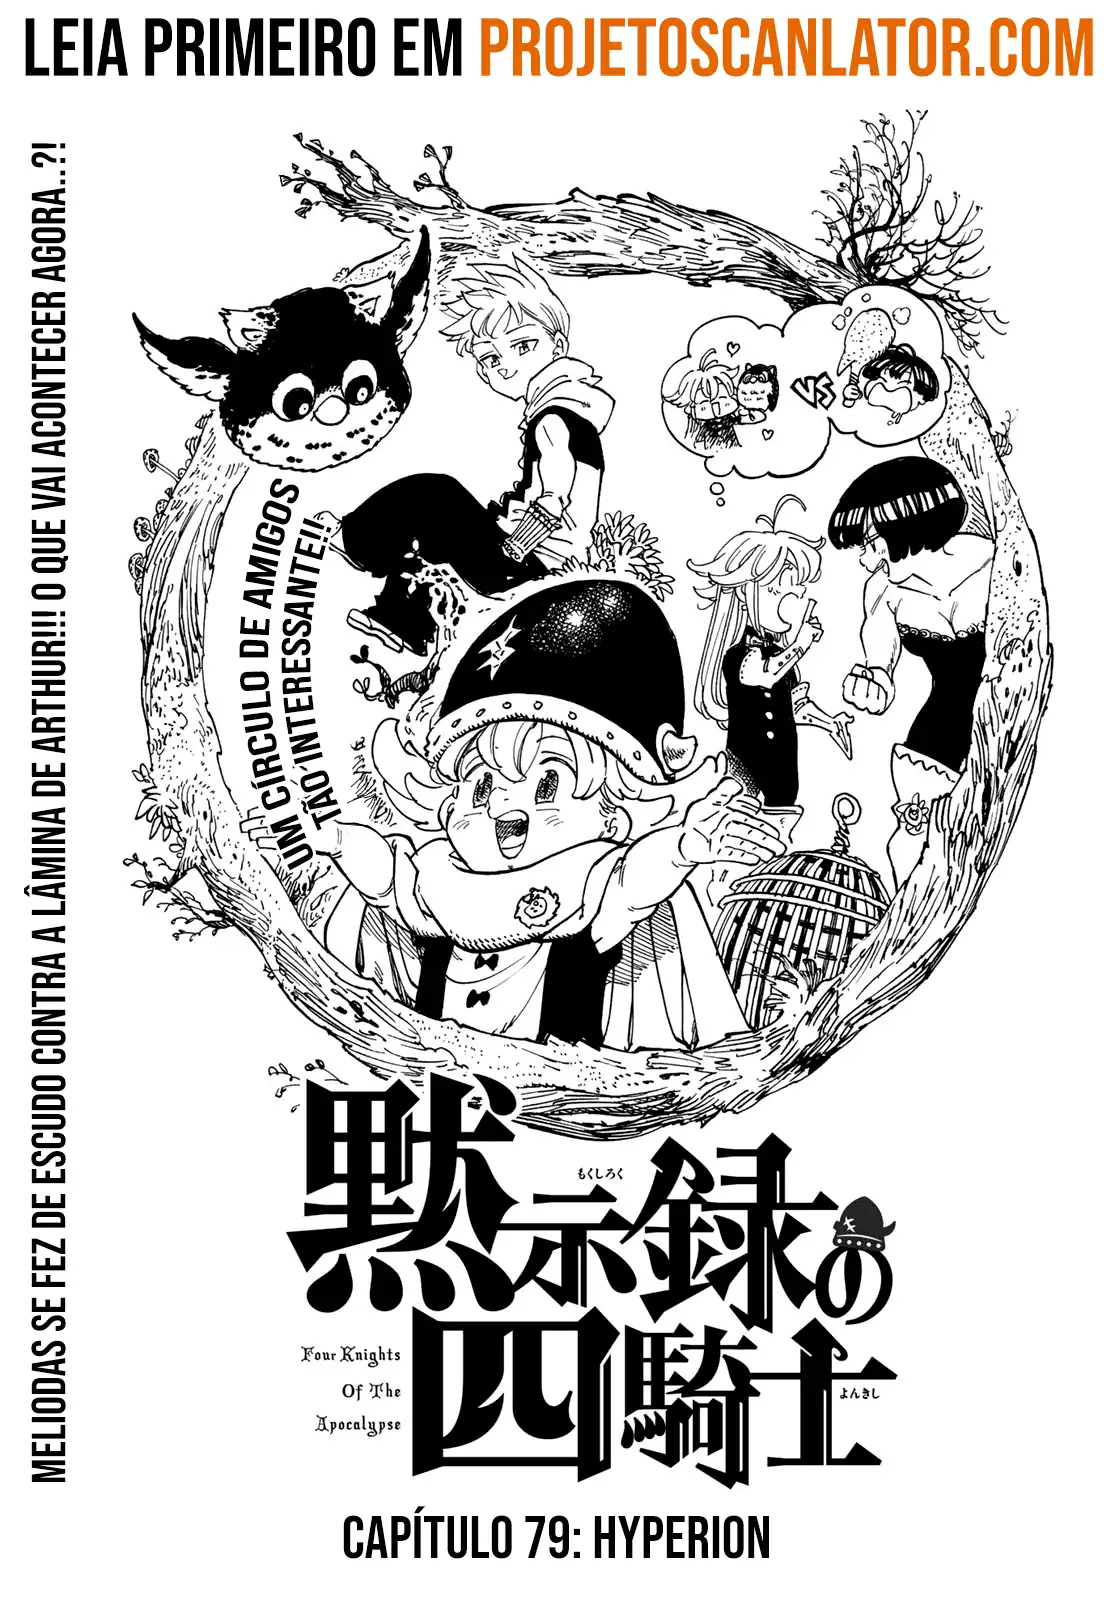 LEIA PRIMEIRO EM PROJETOSCANLATOR.COM
MELIODAS SE FEZ DE ESCUDO CONTRA A LÂMINA DE ARTHUR!!! O QUE VAI ACONTECER AGORA..?!
VS
UM CÍRCULO DE AMIGOS
TÃO INTERESSANTE!!
もくしろく
黙示録の
四騎士
よんきし
Four Knights
Of The
Apocalypse
CAPÍTULO 79: HYPERION